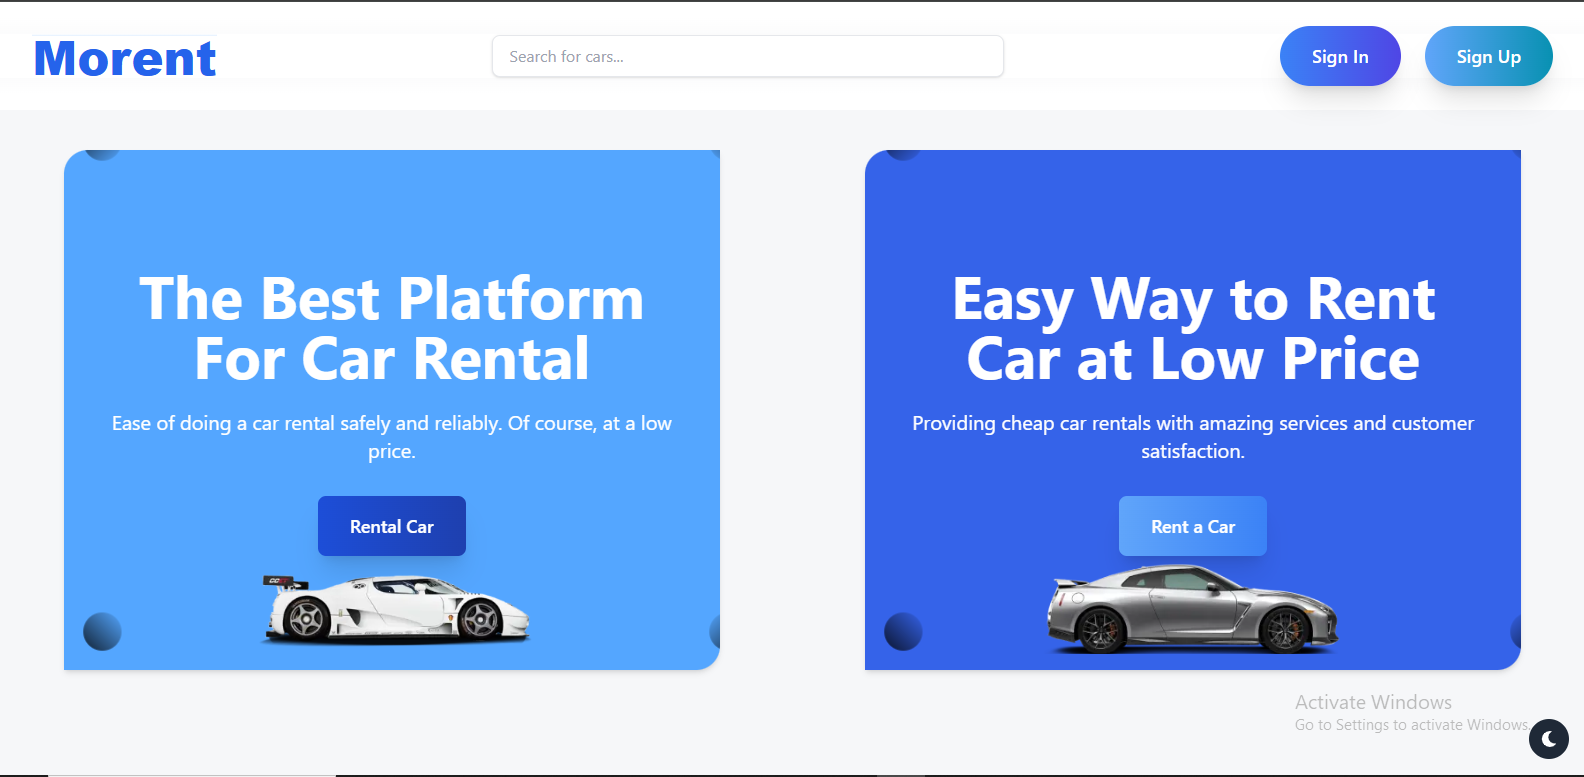 Morent
Search for cars...
Sign In
Sign Up
The Best Platform
For Car Rental
Ease of doing a car rental safely and reliably. Of course, at a low
price.
Rental Car
Easy Way to Rent
Car at Low Price
Providing cheap car rentals with amazing services and customer
satisfaction.
Rent a Car
Activate Windows
Go to Settings to activate Windows.